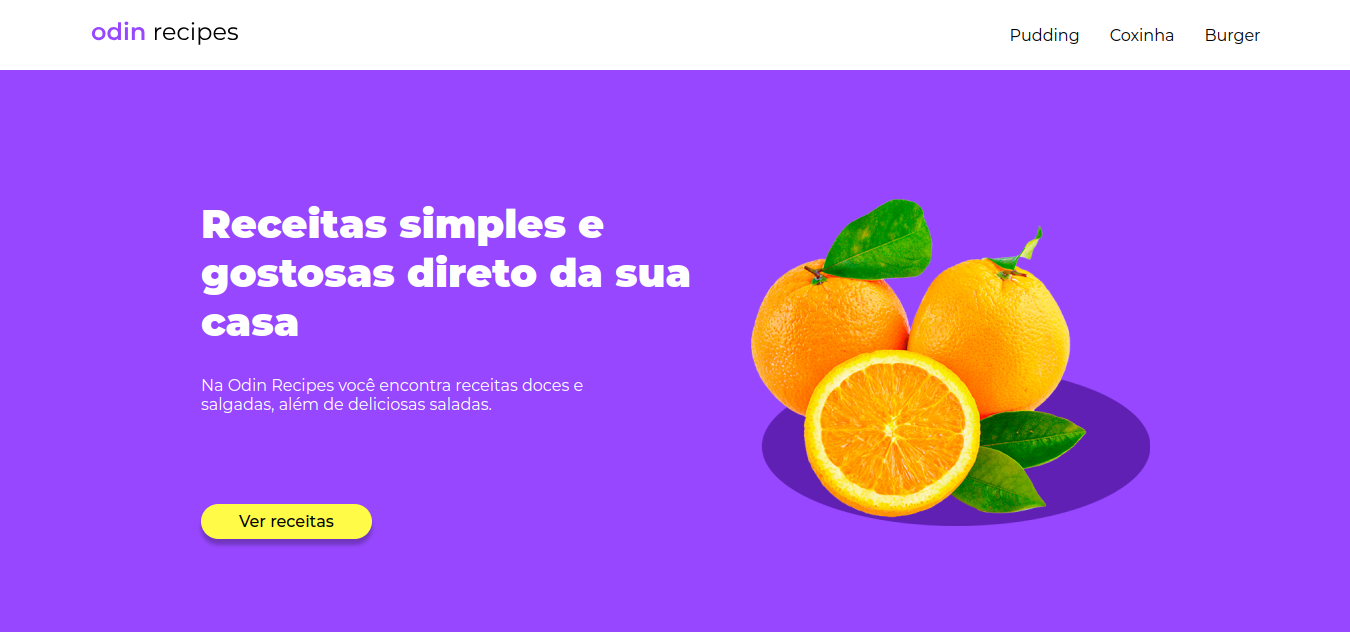 odin recipes
Pudding Coxinha Burger
Receitas simples e
gostosas direto da sua
casa
Na Odin Recipes você encontra receitas doces e
salgadas, além de deliciosas saladas.
Ver receitas